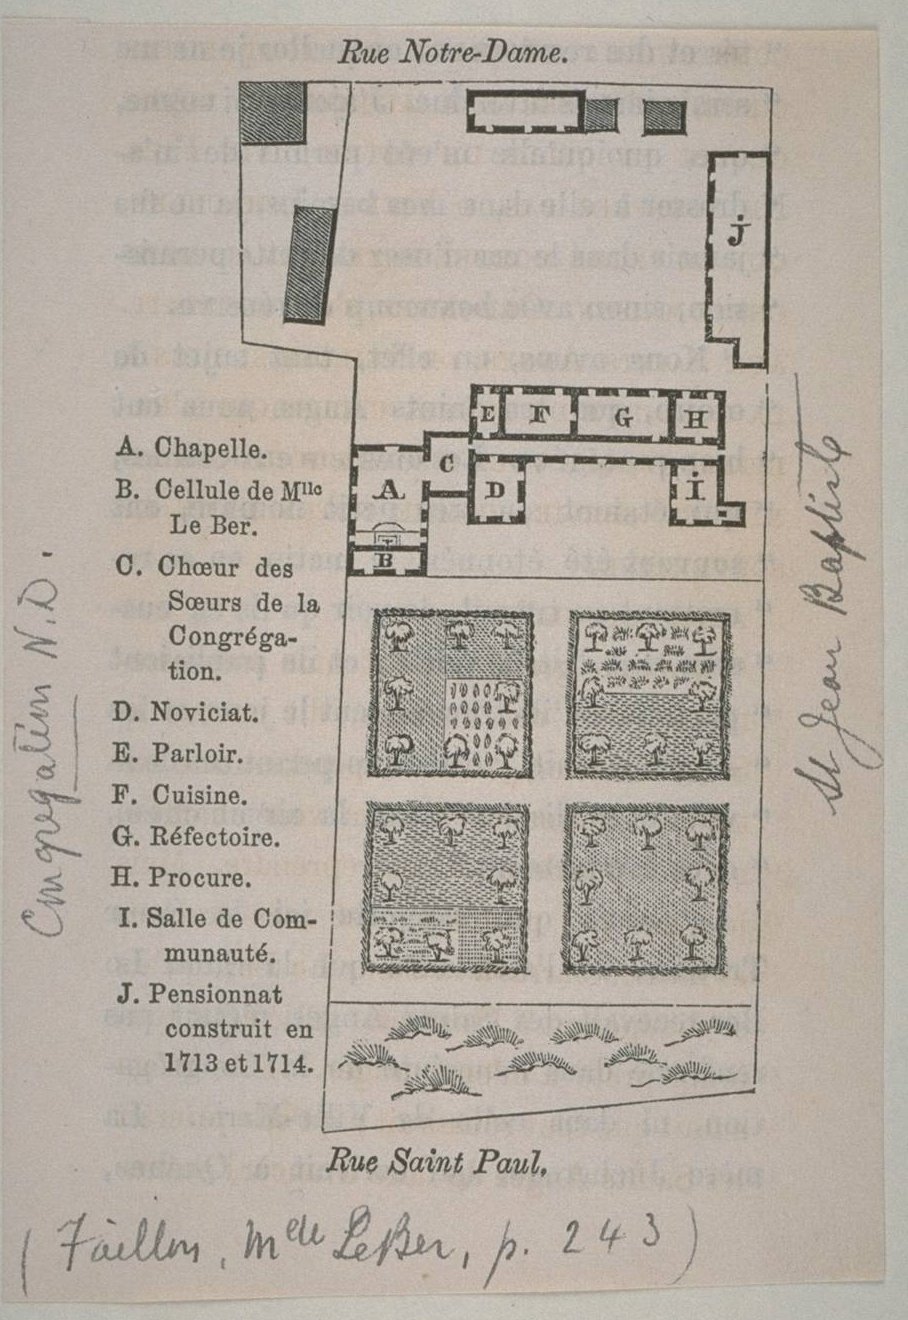 Rue Notre-Dame.
J
E F G H
C
A D I
B
A. Chapelle.
B. Cellule de Mlle
Le Ber.
C. Chœur des
Sœurs de la
Congréga-
tion.
D. Noviciat.
E. Parloir.
F. Cuisine.
G. Réfectoire.
H. Procure.
I. Salle de Com-
munauté.
J. Pensionnat
construit en
1713 et 1714.
Congregation N. D.
St Jean Baptiste
Rue Saint Paul,
(Faillon, Melle LeBer, p. 243)